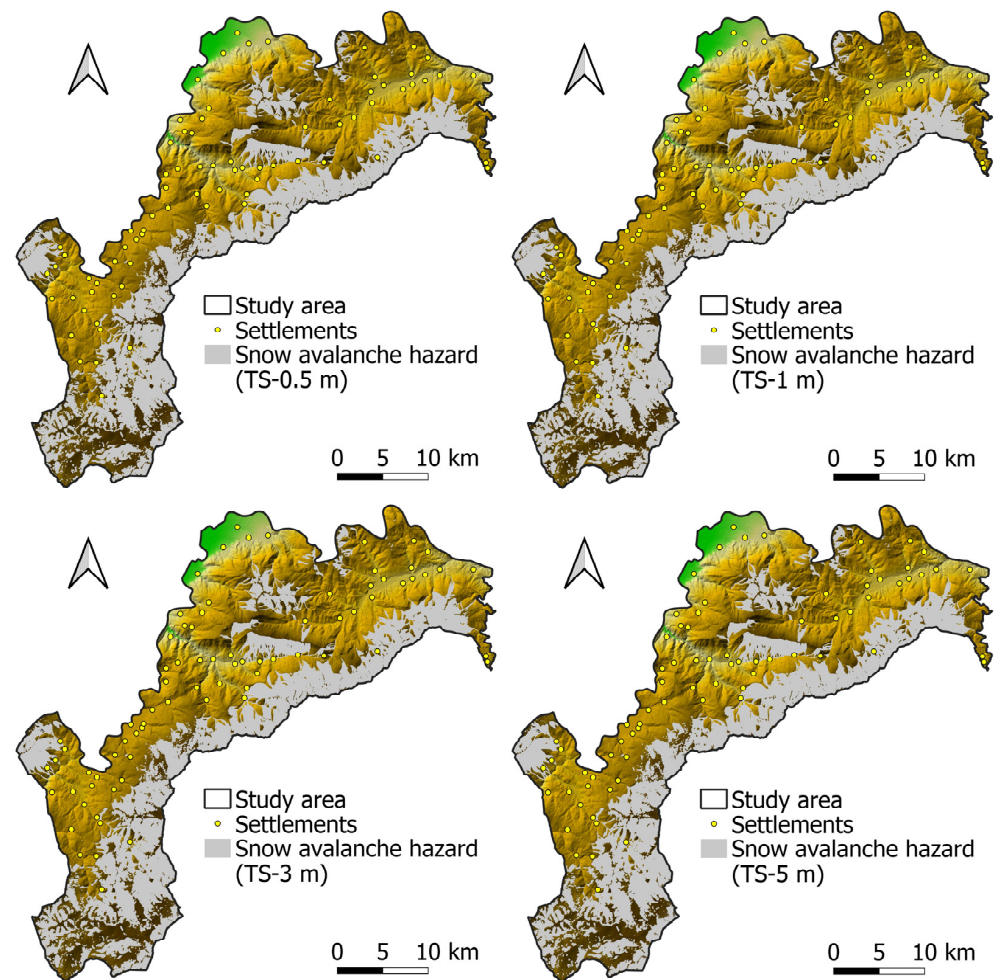 Study area
Settlements
Snow avalanche hazard
(TS-0.5 m)
0 5 10 km
Study area
Settlements
Snow avalanche hazard
(TS-1 m)
0 5 10 km
Study area
Settlements
Snow avalanche hazard
(TS-3 m)
0 5 10 km
Study area
Settlements
Snow avalanche hazard
(TS-5 m)
0 5 10 km